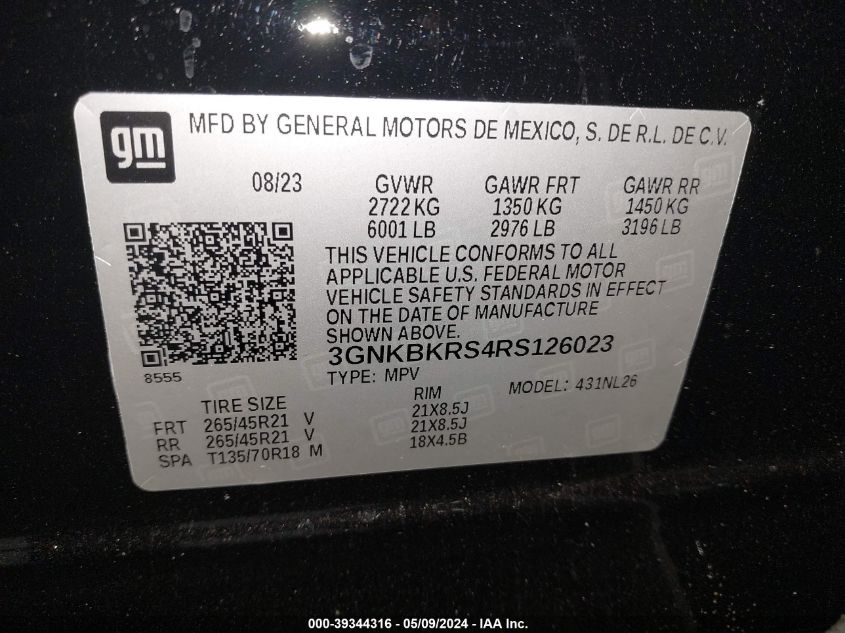 gm
MFD BY GENERAL MOTORS DE MEXICO, S. DE R.L. DE C.V.
08/23 GVWR GAWR FRT GAWR RR
2722 KG 1350 KG 1450 KG
6001 LB 2976 LB 3196 LB
THIS VEHICLE CONFORMS TO ALL
APPLICABLE U.S. FEDERAL MOTOR
VEHICLE SAFETY STANDARDS IN EFFECT
ON THE DATE OF MANUFACTURE
SHOWN ABOVE.
3GNKBKRS4RS126023
8555
TYPE: MPV MODEL: 431NL26
TIRE SIZE RIM
FRT 265/45R21 V 21X8.5J
RR 265/45R21 V 21X8.5J
SPA T135/70R18 M 18X4.5B
000-39344316 - 05/09/2024 - IAA Inc.